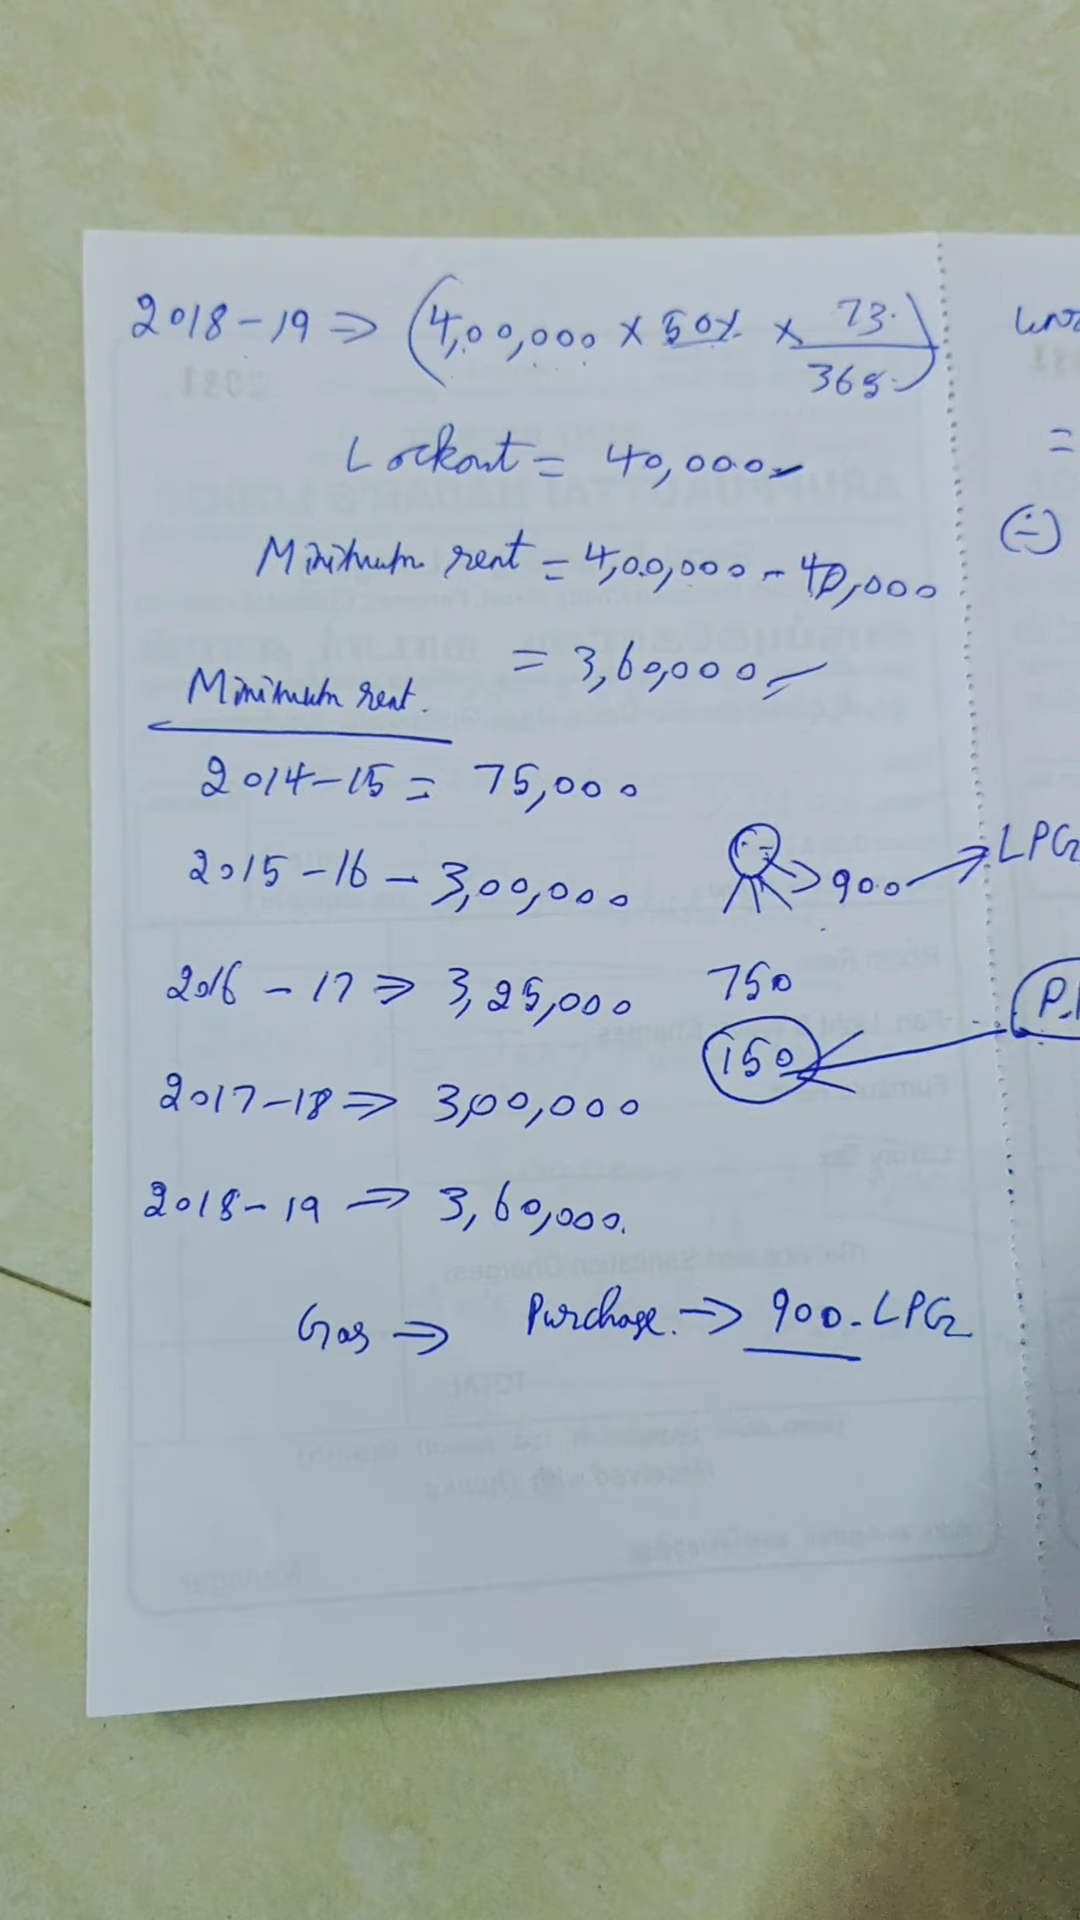 2018-19 ⇒ (4,00,000 × 50% × 73/365)
Lockout = 40,000
=
Minimum rent = 4,00,000 - 40,000
(-)
= 3,60,000
Minimum rent.
2014-15 = 75,000
2015-16 - 3,00,000
900 → LPG
2016-17 ⇒ 3,25,000
750
150
2017-18 ⇒ 3,00,000
2018-19 ⇒ 3,60,000.
Gas ⇒ Purchase. → 900. LPG